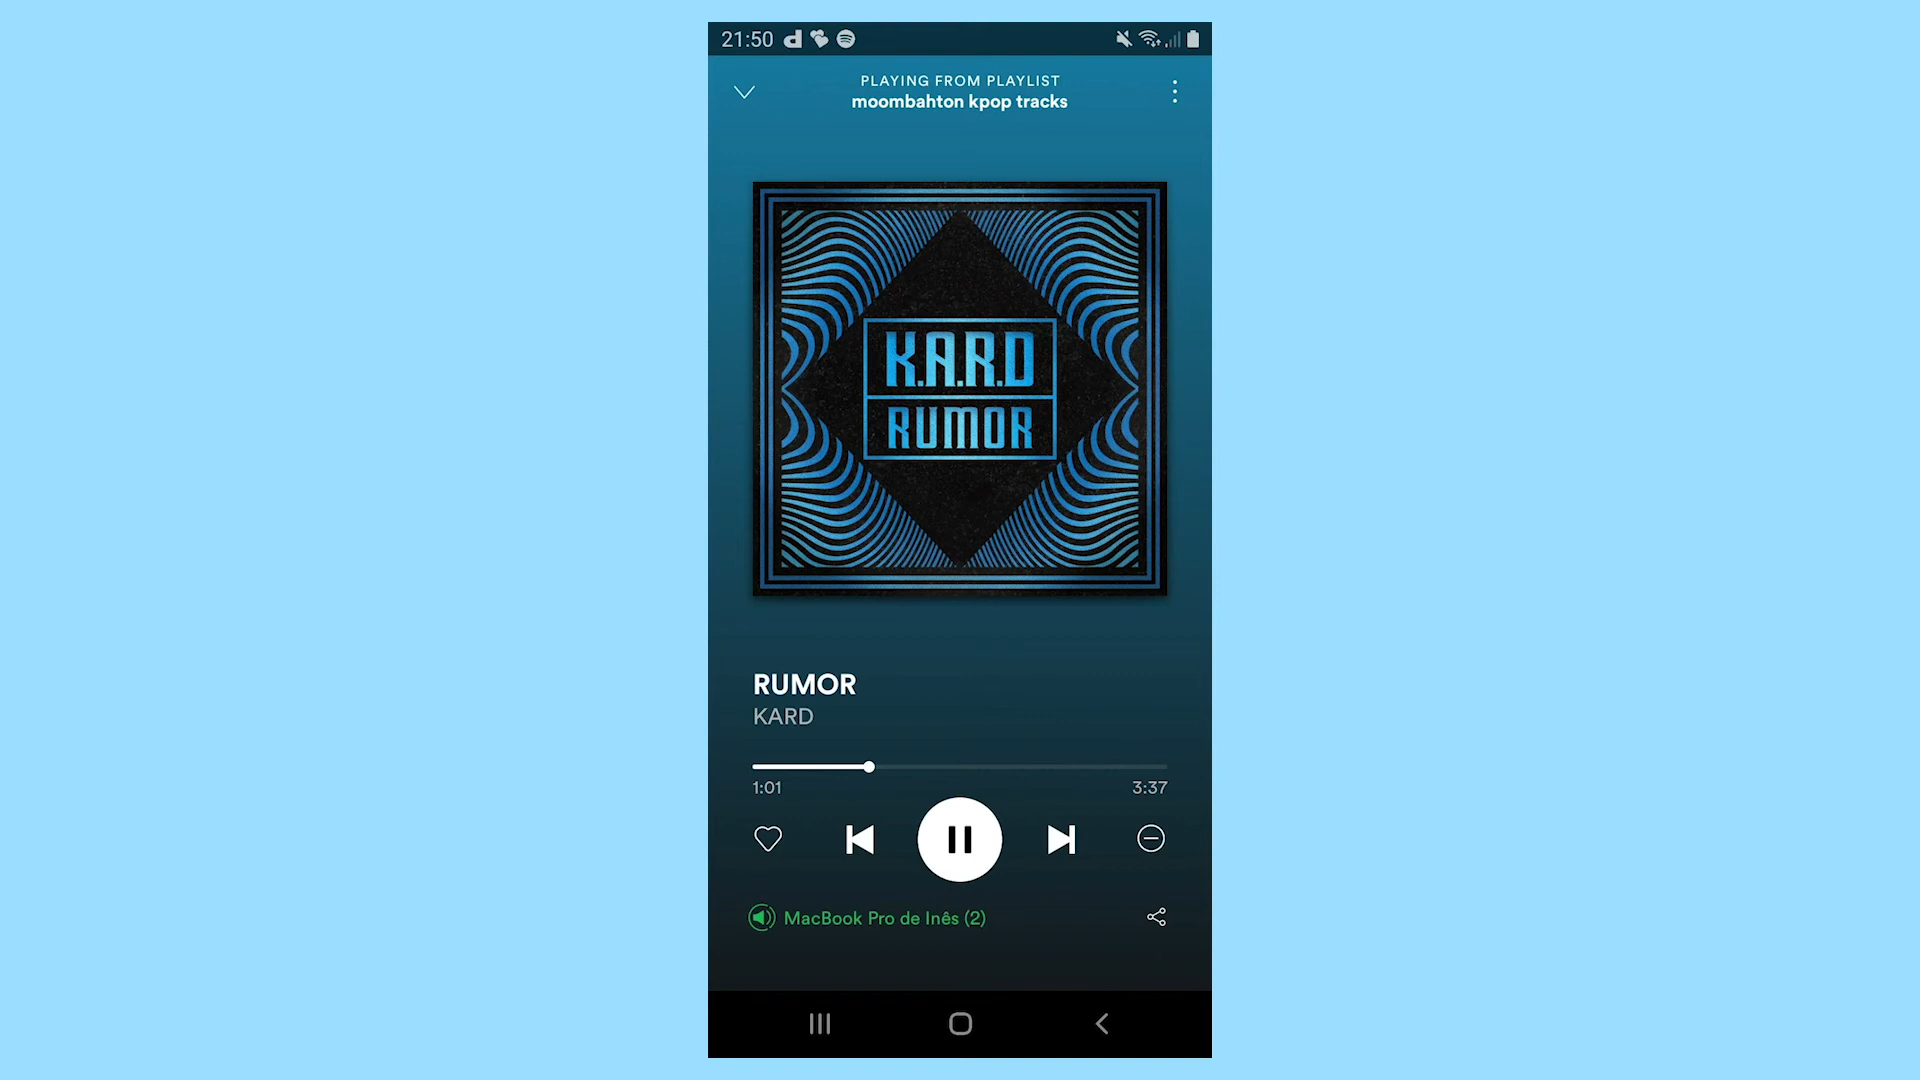 21:50
PLAYING FROM PLAYLIST
moombahton kpop tracks
K.A.R.D
RUMOR
RUMOR
KARD
1:01
3:37
MacBook Pro de Inês (2)